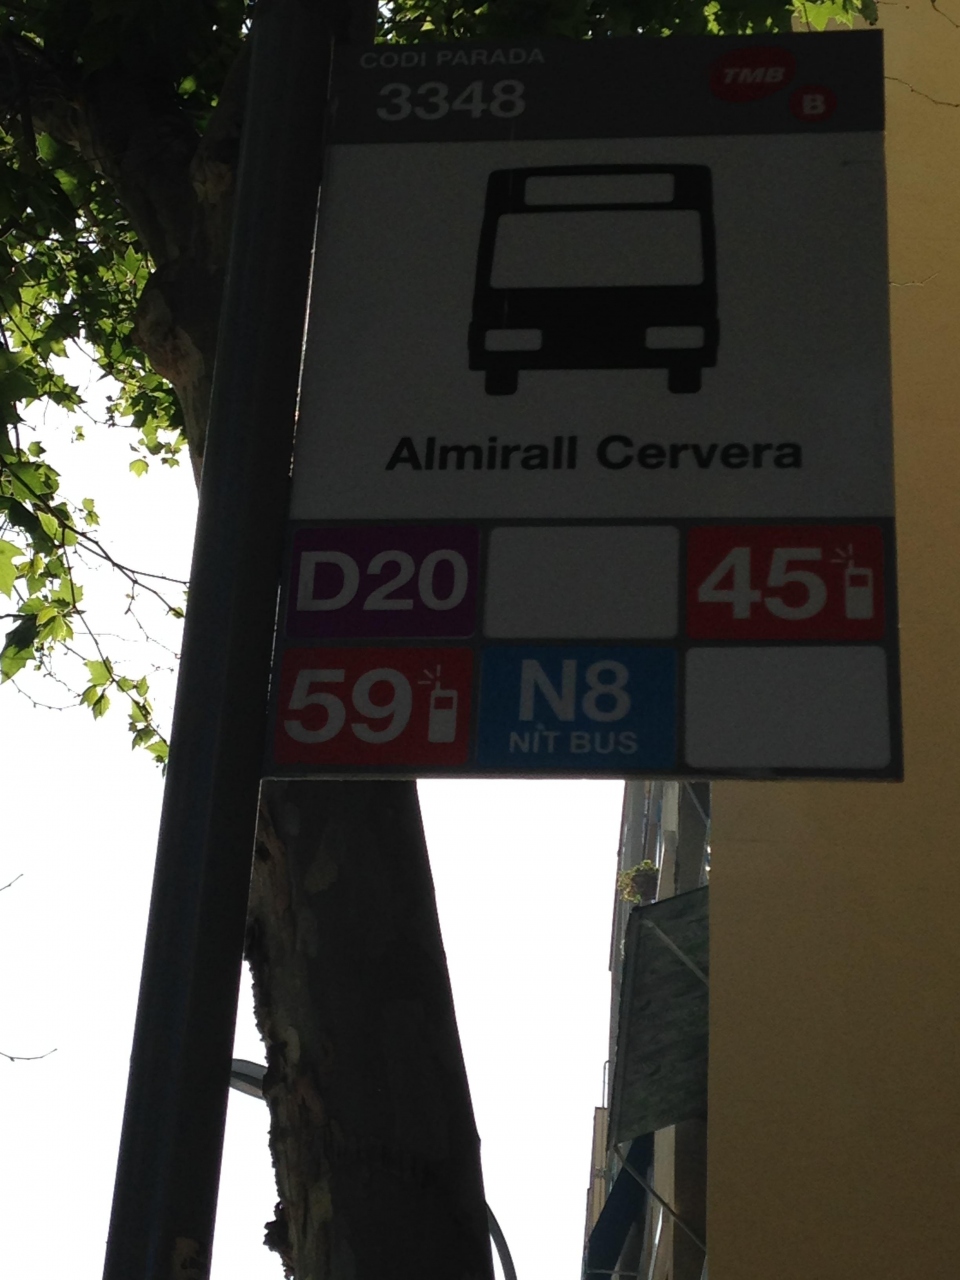 CODI PARADA
3348
TMB
B
Almirall Cervera
D20
45
59
N8
NIT BUS